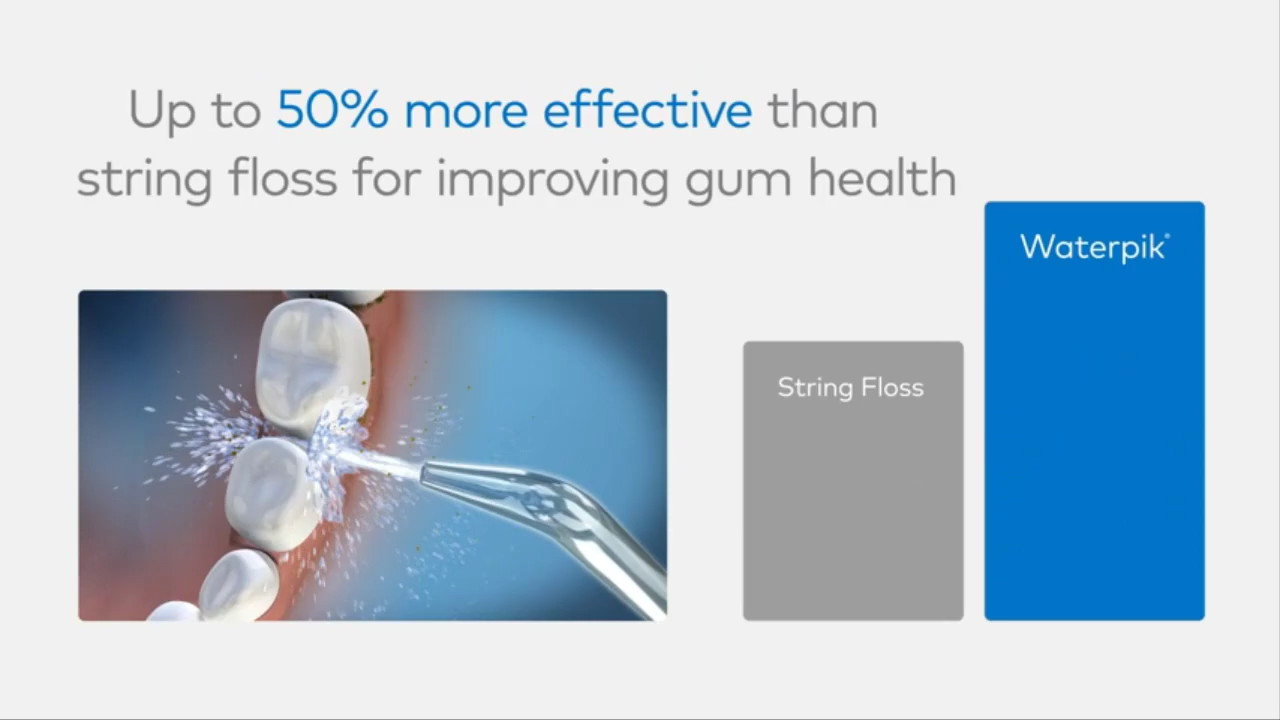 Up to 50% more effective than
string floss for improving gum health
Waterpik®
String Floss